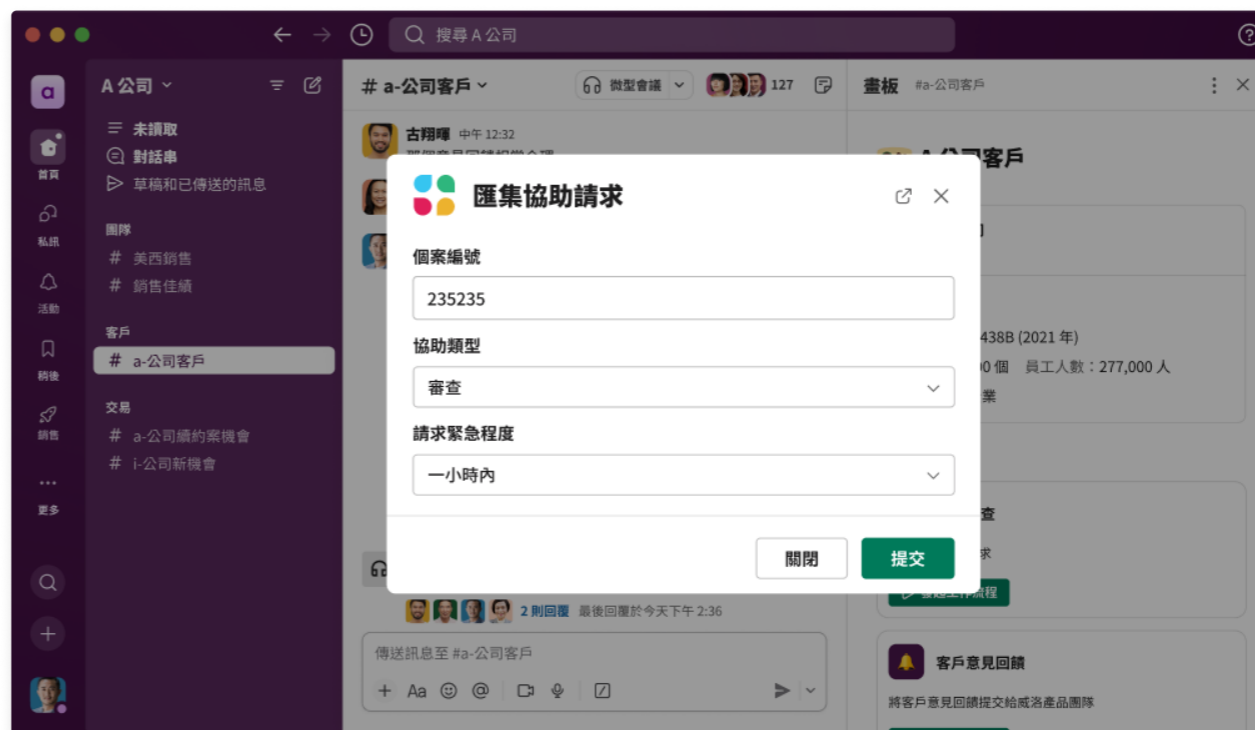 搜尋 A 公司
a
首頁
私訊
活動
稍後
銷售
更多
A 公司
未讀取
對話串
草稿和已傳送的訊息
團隊
# 美西銷售
# 銷售佳績
客戶
# a-公司客戶
交易
# a-公司續約案機會
# i-公司新機會
# a-公司客戶
微型會議
127
古翔暉 中午 12:32
匯集協助請求
個案編號
235235
協助類型
審查
請求緊急程度
一小時內
關閉
提交
2 則回覆 最後回覆於今天下午 2:36
傳送訊息至 #a-公司客戶
Aa
畫板 #a-公司客戶
公司客戶
438B (2021 年)
0 個 員工人數：277,000 人
業
查
求
客戶意見回饋
將客戶意見回饋提交給威洛產品團隊